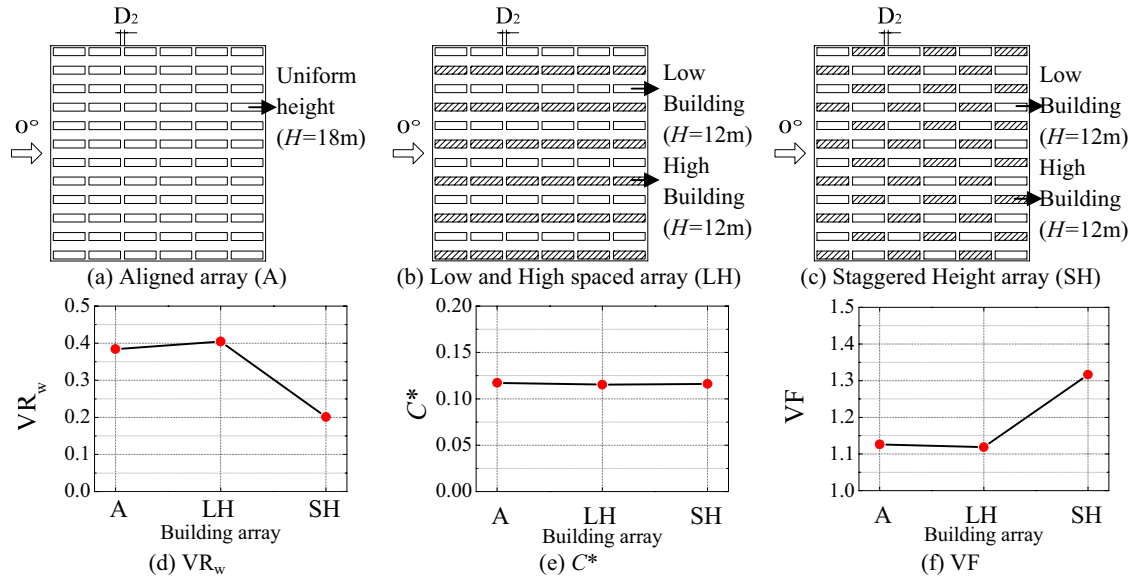 D₂
Uniform
height
(H=18m)
0°
(a) Aligned array (A)
D₂
Low
Building
(H=12m)
High
Building
(H=12m)
0°
(b) Low and High spaced array (LH)
D₂
Low
Building
(H=12m)
High
Building
(H=12m)
0°
(c) Staggered Height array (SH)
VRw
0.5
0.4
0.3
0.2
0.1
0.0
A LH SH
Building array
(d) VRw
C*
0.20
0.15
0.10
0.05
0.00
A LH SH
Building array
(e) C*
VF
1.5
1.4
1.3
1.2
1.1
1.0
A LH SH
Building array
(f) VF